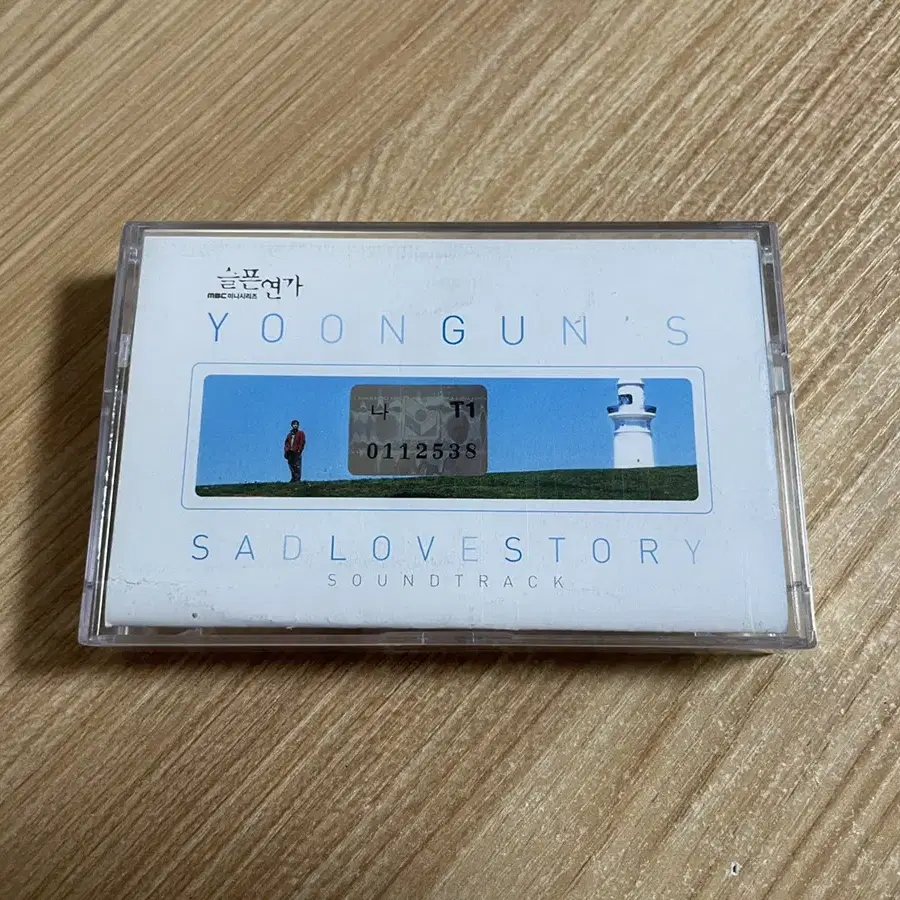 슬픈연가
MBC 미니시리즈
YOONGUN'S
나 T1
0112538
SADLOVESTORY
SOUNDTRACK